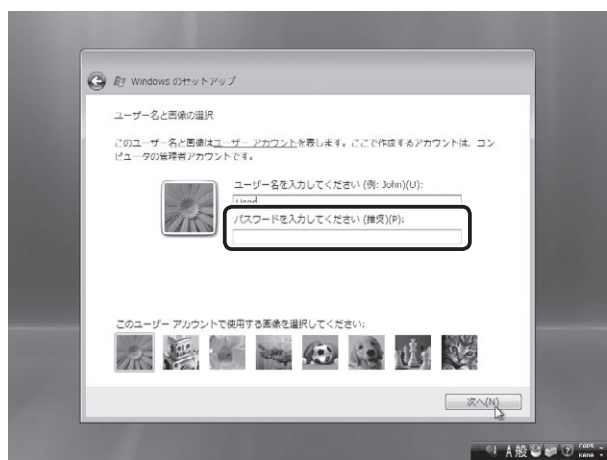 Windows のセットアップ
ユーザー名と画像の選択
このユーザー名と画像はユーザー アカウントを表します。ここで作成するアカウントは、コン
ピュータの管理者アカウントです。
ユーザー名を入力してください (例: John)(U):
パスワードを入力してください (推奨)(P):
このユーザー アカウントで使用する画像を選択してください:
次へ(N)
A 般
CAPS
KANA